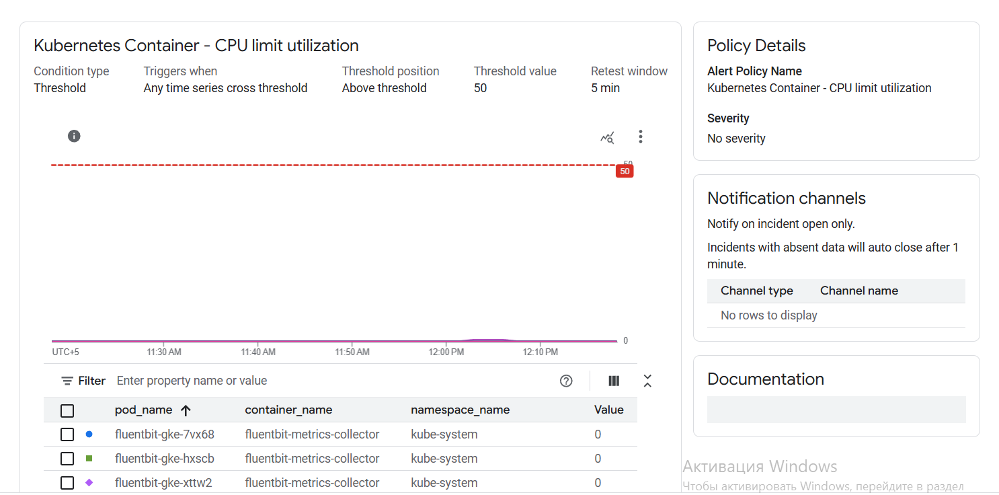 Kubernetes Container - CPU limit utilization
Condition type Triggers when Threshold position Threshold value Retest window
Threshold Any time series cross threshold Above threshold 50 5 min
50
50
0
UTC+5 11:30 AM 11:40 AM 11:50 AM 12:00 PM 12:10 PM
Filter Enter property name or value
pod_name container_name namespace_name Value
fluentbit-gke-7vx68 fluentbit-metrics-collector kube-system 0
fluentbit-gke-hxscb fluentbit-metrics-collector kube-system 0
fluentbit-gke-xttw2 fluentbit-metrics-collector kube-system 0
Policy Details
Alert Policy Name
Kubernetes Container - CPU limit utilization
Severity
No severity
Notification channels
Notify on incident open only.
Incidents with absent data will auto close after 1
minute.
Channel type Channel name
No rows to display
Documentation
Активация Windows
Чтобы активировать Windows, перейдите в раздел